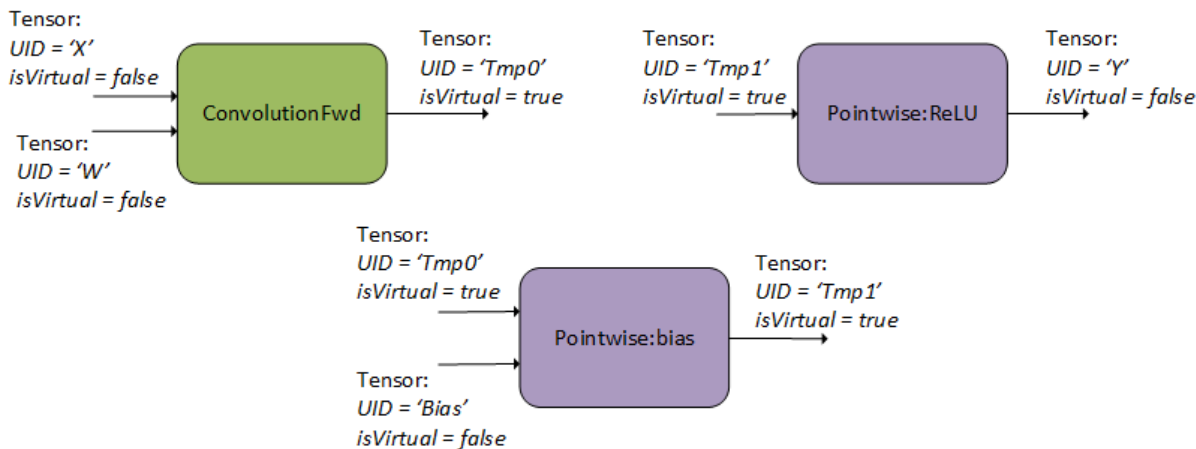 Tensor:
UID = ‘X’
isVirtual = false
Tensor:
UID = ‘W’
isVirtual = false
ConvolutionFwd
Tensor:
UID = ‘Tmp0’
isVirtual = true
Tensor:
UID = ‘Tmp1’
isVirtual = true
Pointwise:ReLU
Tensor:
UID = ‘Y’
isVirtual = false
Tensor:
UID = ‘Tmp0’
isVirtual = true
Tensor:
UID = ‘Bias’
isVirtual = false
Pointwise:bias
Tensor:
UID = ‘Tmp1’
isVirtual = true